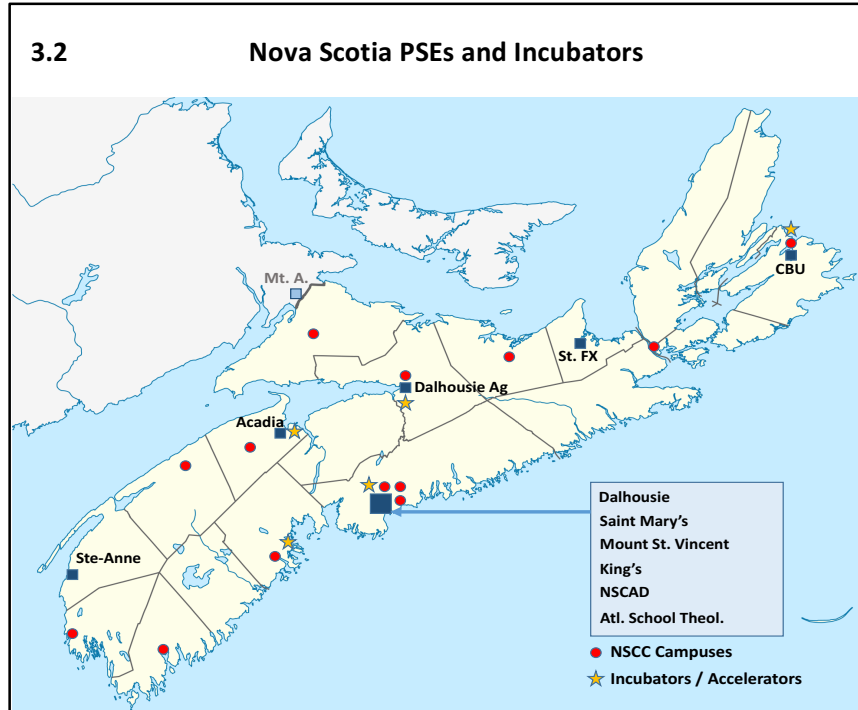 3.2 Nova Scotia PSEs and Incubators
Mt. A.
CBU
St. FX
Dalhousie Ag
Acadia
Ste-Anne
Dalhousie
Saint Mary's
Mount St. Vincent
King's
NSCAD
Atl. School Theol.
NSCC Campuses
Incubators / Accelerators